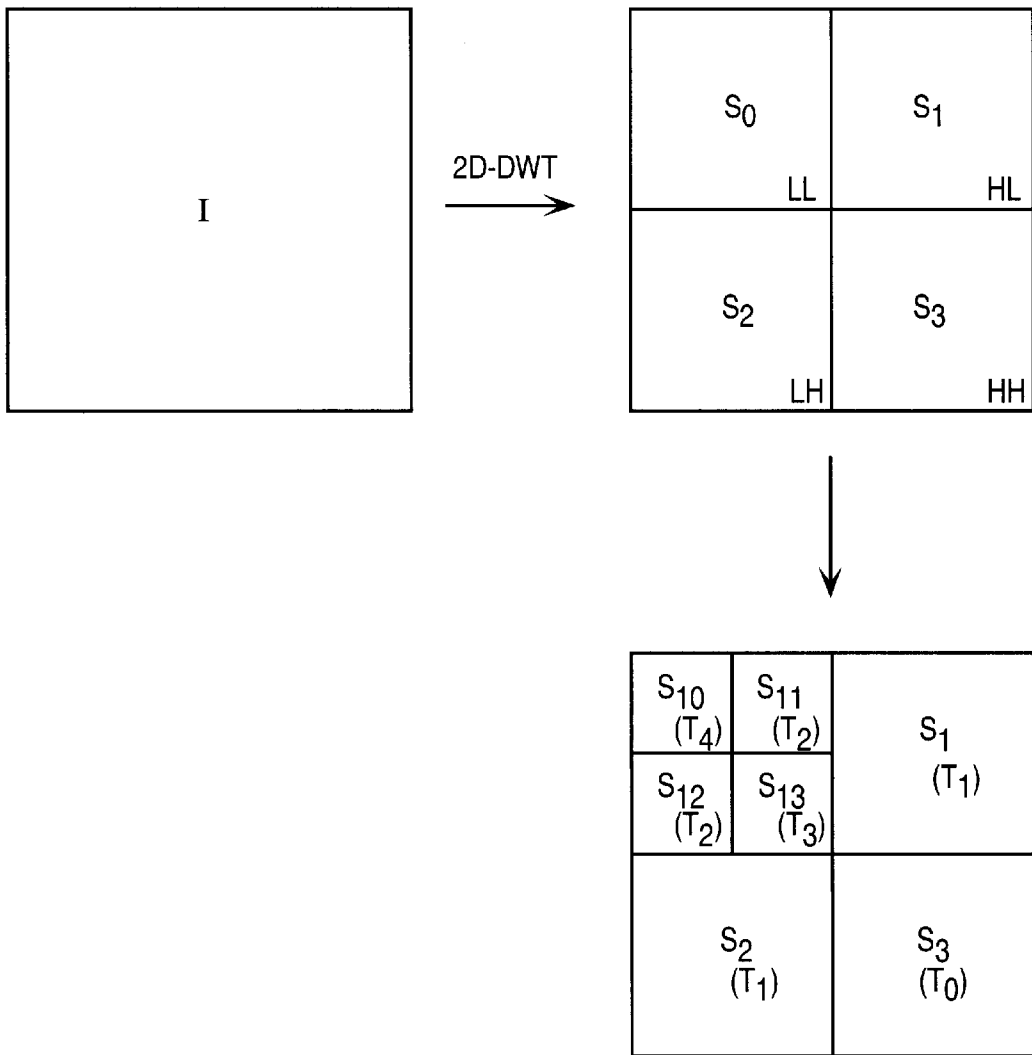 I
2D-DWT
S0
LL
S1
HL
S2
LH
S3
HH
S10
(T4)
S11
(T2)
S12
(T2)
S13
(T3)
S1
(T1)
S2
(T1)
S3
(T0)